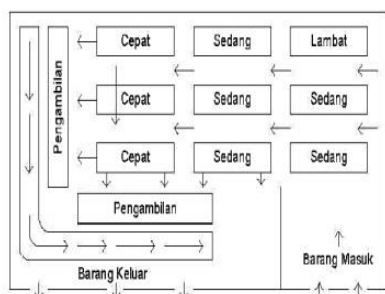 Cepat Sedang Lambat
Pengambilan
Cepat Sedang Sedang
Cepat Sedang Sedang
Pengambilan
Barang Masuk
Barang Keluar